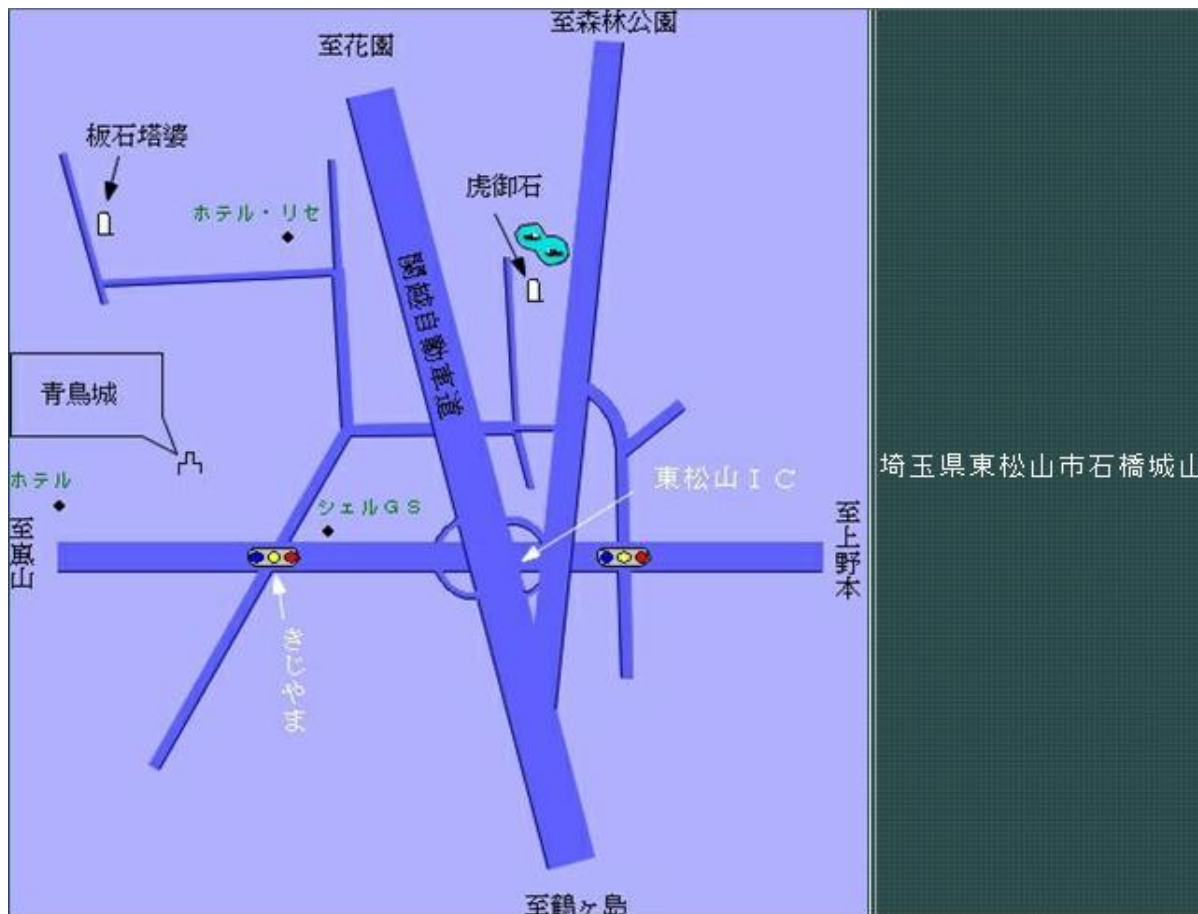 至森林公園
至花園
板石塔婆
虎御石
ホテル・リセ
関越自動車道
青鳥城
ホテル
シェルGS
東松山IC
埼玉県東松山市石橋城山
至嵐山
至上野本
きじやま
至鶴ヶ島